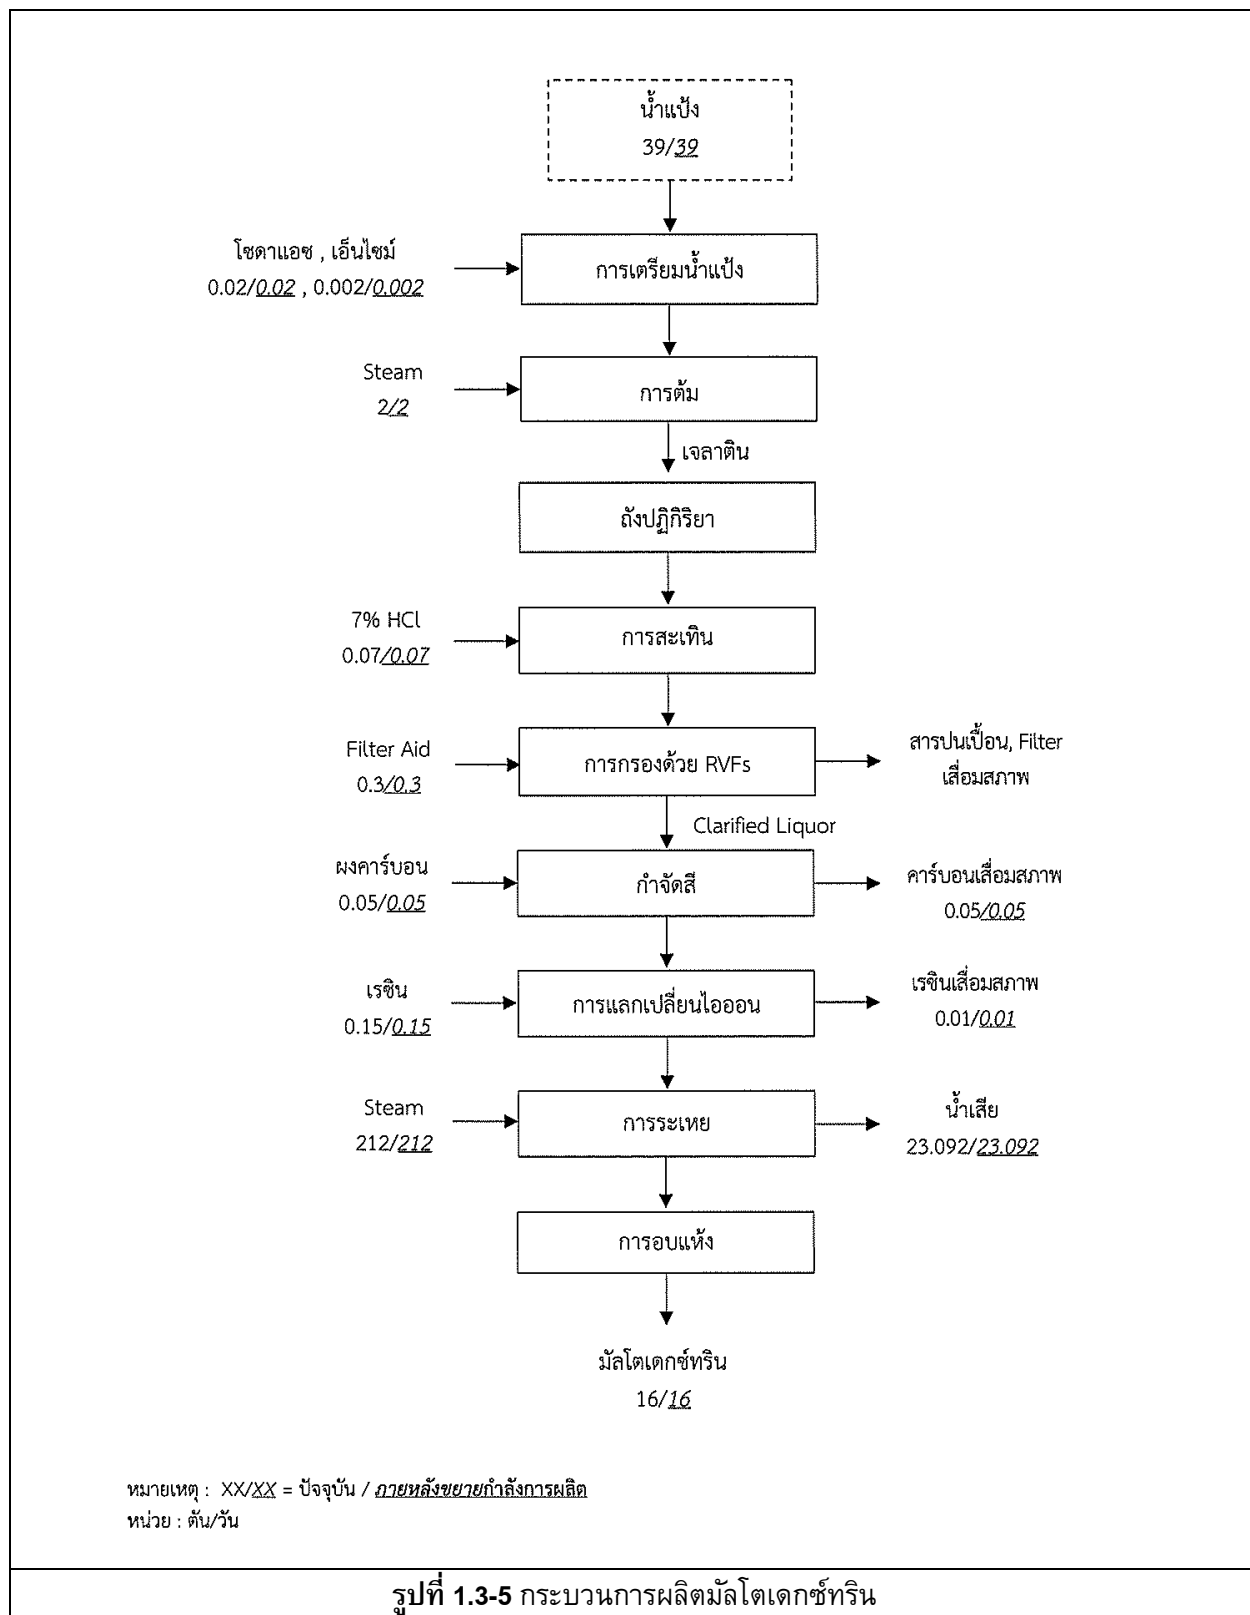 น้ำแป้ง
39/39
โซดาแอซ , เอ็นไซม์
0.02/0.02 , 0.002/0.002
การเตรียมน้ำแป้ง
Steam
2/2
การต้ม
เจลาติน
ถังปฏิกิริยา
7% HCl
0.07/0.07
การสะเทิน
Filter Aid
0.3/0.3
การกรองด้วย RVFs
สารปนเปื้อน, Filter
เสื่อมสภาพ
Clarified Liquor
ผงคาร์บอน
0.05/0.05
กำจัดสี
คาร์บอนเสื่อมสภาพ
0.05/0.05
เรซิน
0.15/0.15
การแลกเปลี่ยนไอออน
เรซินเสื่อมสภาพ
0.01/0.01
Steam
212/212
การระเหย
น้ำเสีย
23.092/23.092
การอบแห้ง
มัลโตเดกซ์ทริน
16/16
หมายเหตุ : XX/XX = ปัจจุบัน / ภายหลังขยายกำลังการผลิต
หน่วย : ตัน/วัน
รูปที่ 1.3-5 กระบวนการผลิตมัลโตเดกซ์ทริน